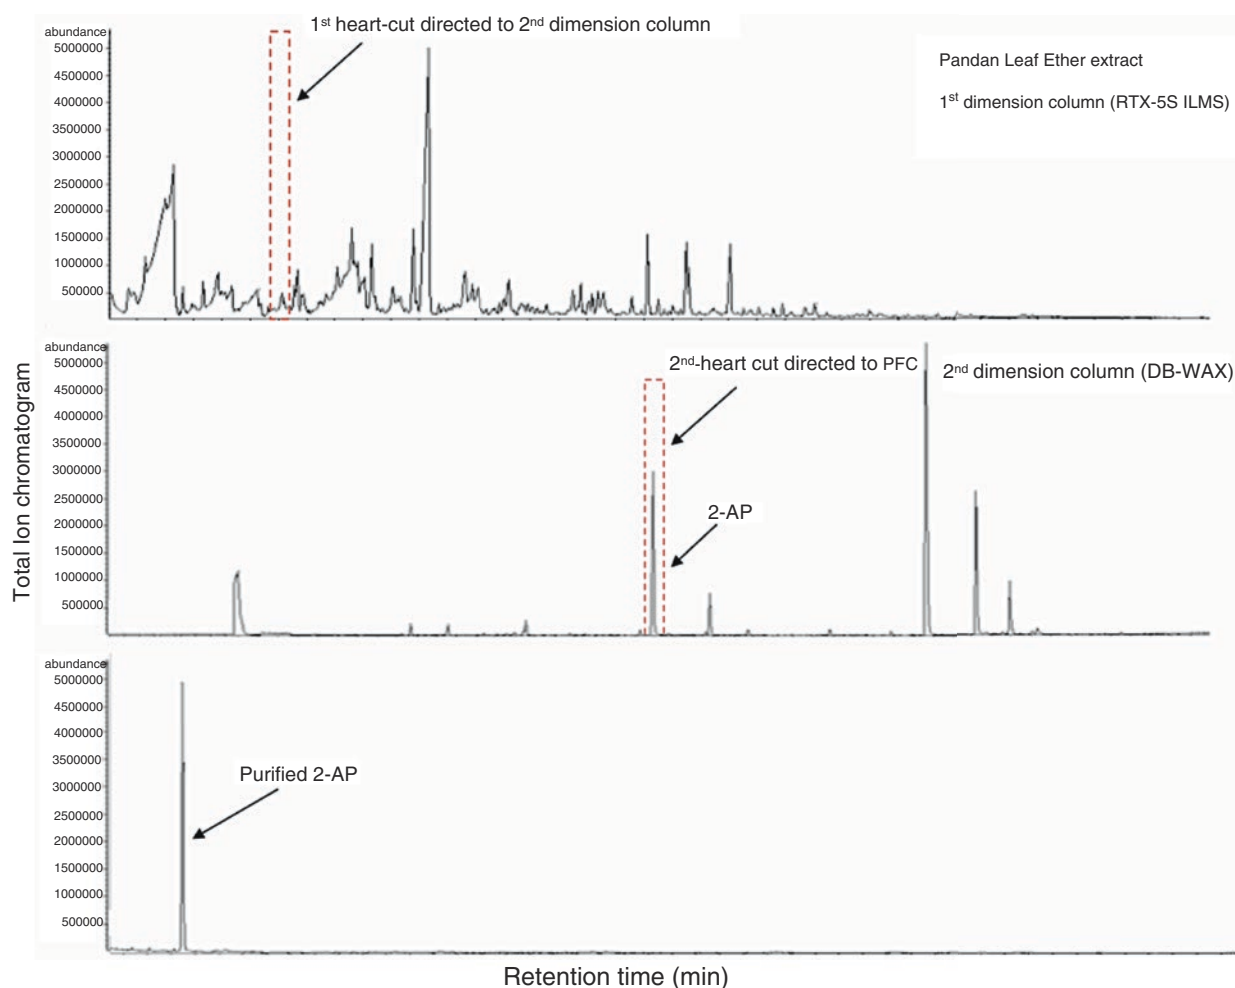 1st heart-cut directed to 2nd dimension column
abundance
5000000
4500000
4000000
3500000
3000000
2500000
2000000
1500000
1000000
500000
Pandan Leaf Ether extract
1st dimension column (RTX-5S ILMS)
abundance
5000000
4500000
4000000
3500000
3000000
2500000
2000000
1500000
1000000
500000
2nd-heart cut directed to PFC
2nd dimension column (DB-WAX)
2-AP
Total Ion chromatogram
abundance
5000000
4500000
4000000
3500000
3000000
2500000
2000000
1500000
1000000
500000
Purified 2-AP
Retention time (min)